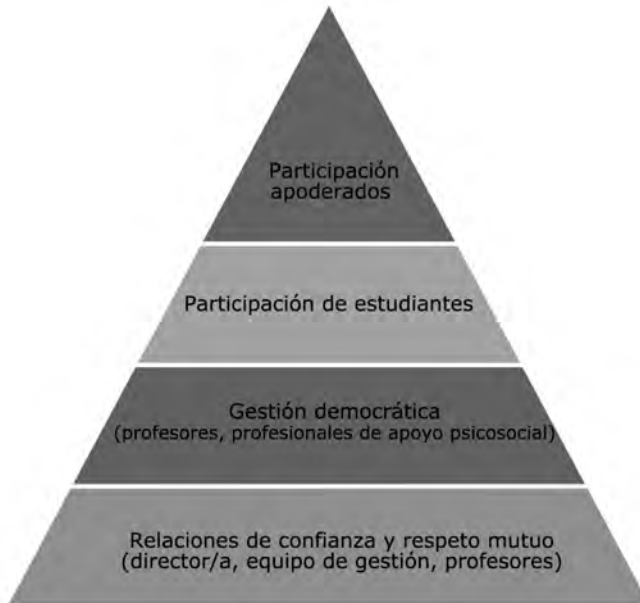 Participación
apoderados
Participación de estudiantes
Gestión democrática
(profesores, profesionales de apoyo psicosocial)
Relaciones de confianza y respeto mutuo
(director/a, equipo de gestión, profesores)